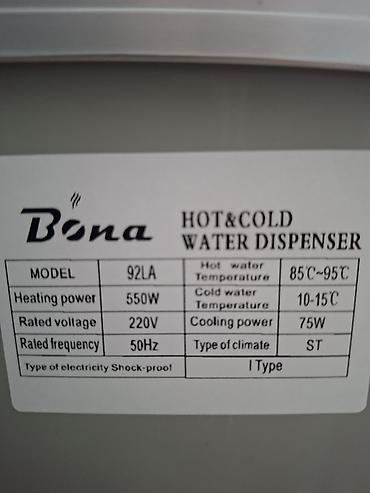 Bona
HOT&COLD
WATER DISPENSER
MODEL 92LA Hot water Temperature 85℃~95℃
Heating power 550W Cold water Temperature 10-15℃
Rated voltage 220V Cooling power 75W
Rated frequency 50Hz Type of climate ST
Type of electricity Shock-proof I Type